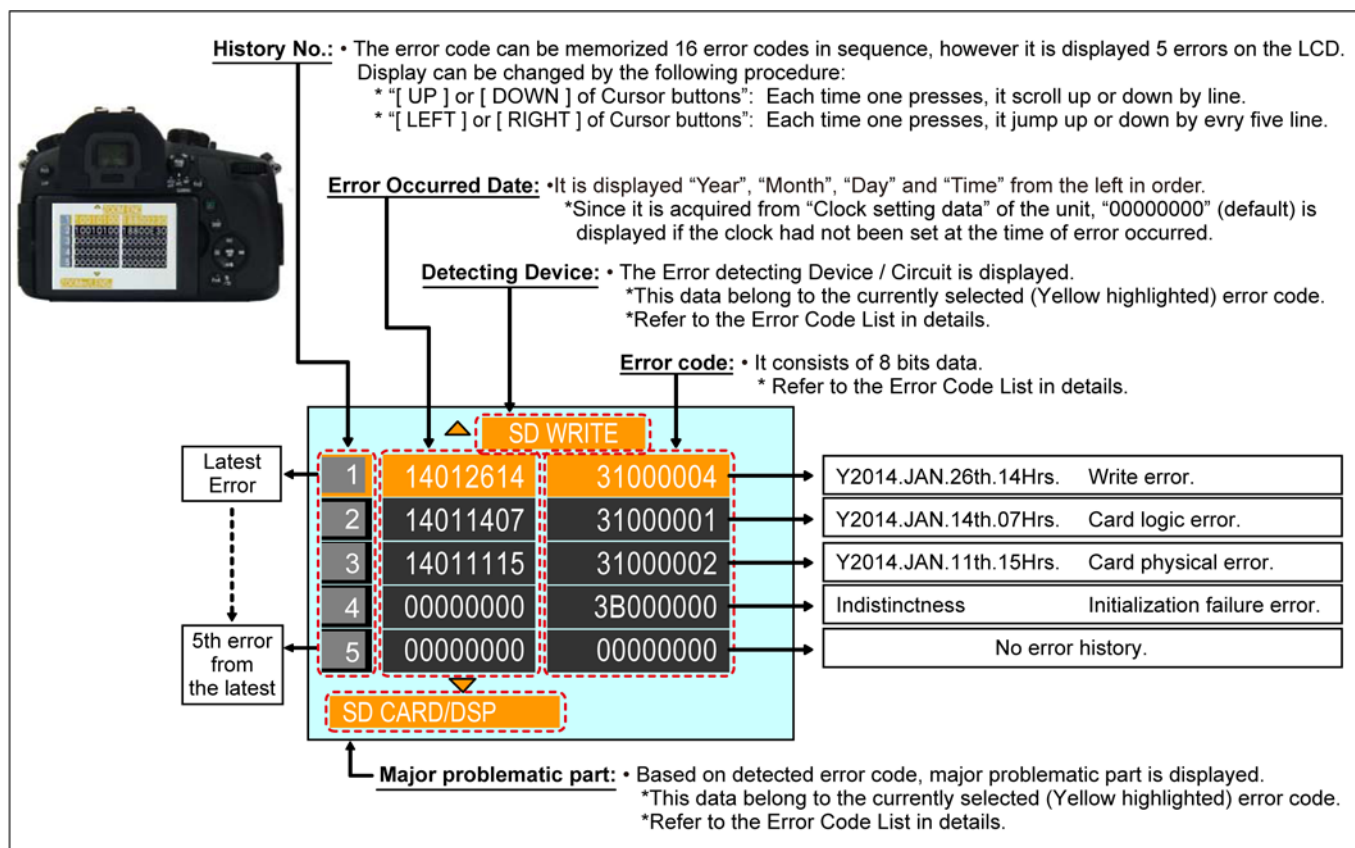 History No.: • The error code can be memorized 16 error codes in sequence, however it is displayed 5 errors on the LCD.
Display can be changed by the following procedure:
* “[ UP ] or [ DOWN ] of Cursor buttons”: Each time one presses, it scroll up or down by line.
* “[ LEFT ] or [ RIGHT ] of Cursor buttons”: Each time one presses, it jump up or down by evry five line.
Error Occurred Date: •It is displayed “Year”, “Month”, “Day” and “Time” from the left in order.
*Since it is acquired from “Clock setting data” of the unit, “00000000” (default) is
displayed if the clock had not been set at the time of error occurred.
Detecting Device: • The Error detecting Device / Circuit is displayed.
*This data belong to the currently selected (Yellow highlighted) error code.
*Refer to the Error Code List in details.
Error code: • It consists of 8 bits data.
* Refer to the Error Code List in details.
SD WRITE
Latest
Error
1 14012614 31000004 Y2014.JAN.26th.14Hrs. Write error.
2 14011407 31000001 Y2014.JAN.14th.07Hrs. Card logic error.
3 14011115 31000002 Y2014.JAN.11th.15Hrs. Card physical error.
4 00000000 3B000000 Indistinctness Initialization failure error.
5 00000000 00000000 No error history.
5th error
from
the latest
SD CARD/DSP
Major problematic part: • Based on detected error code, major problematic part is displayed.
*This data belong to the currently selected (Yellow highlighted) error code.
*Refer to the Error Code List in details.